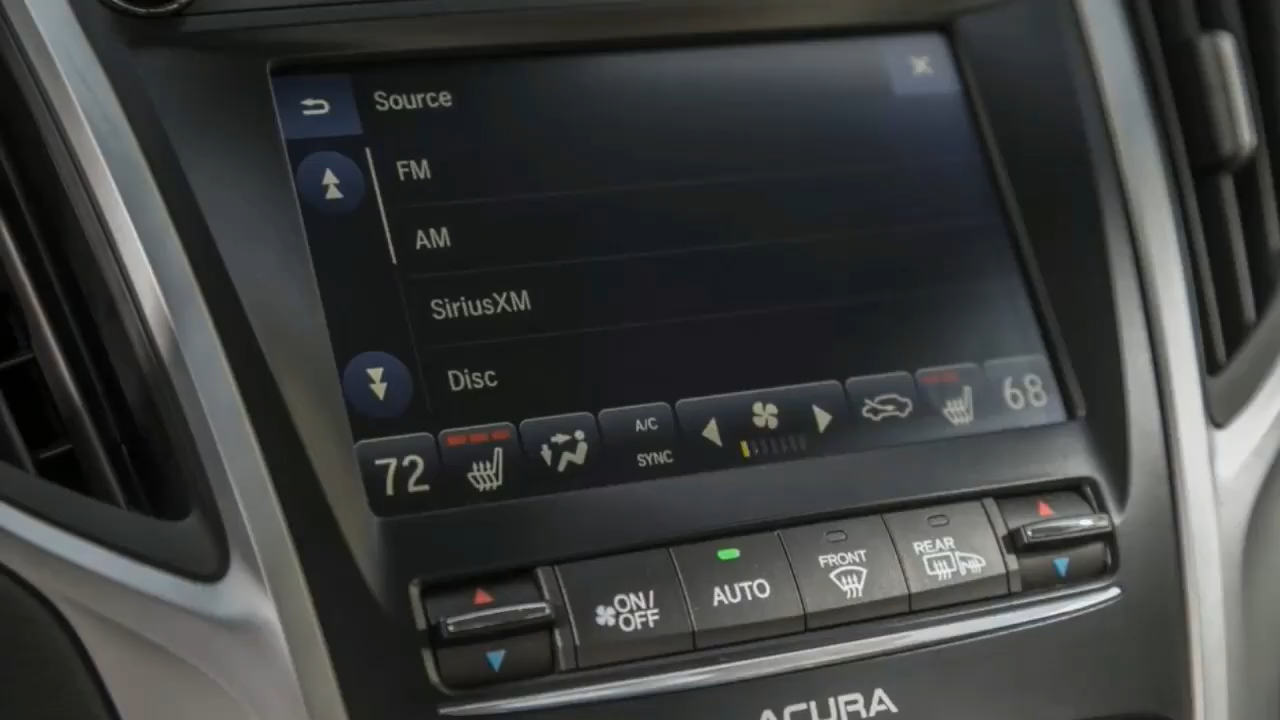 Source
FM
AM
SiriusXM
Disc
72
A/C
SYNC
68
ON/
OFF
AUTO
FRONT
REAR
ACURA